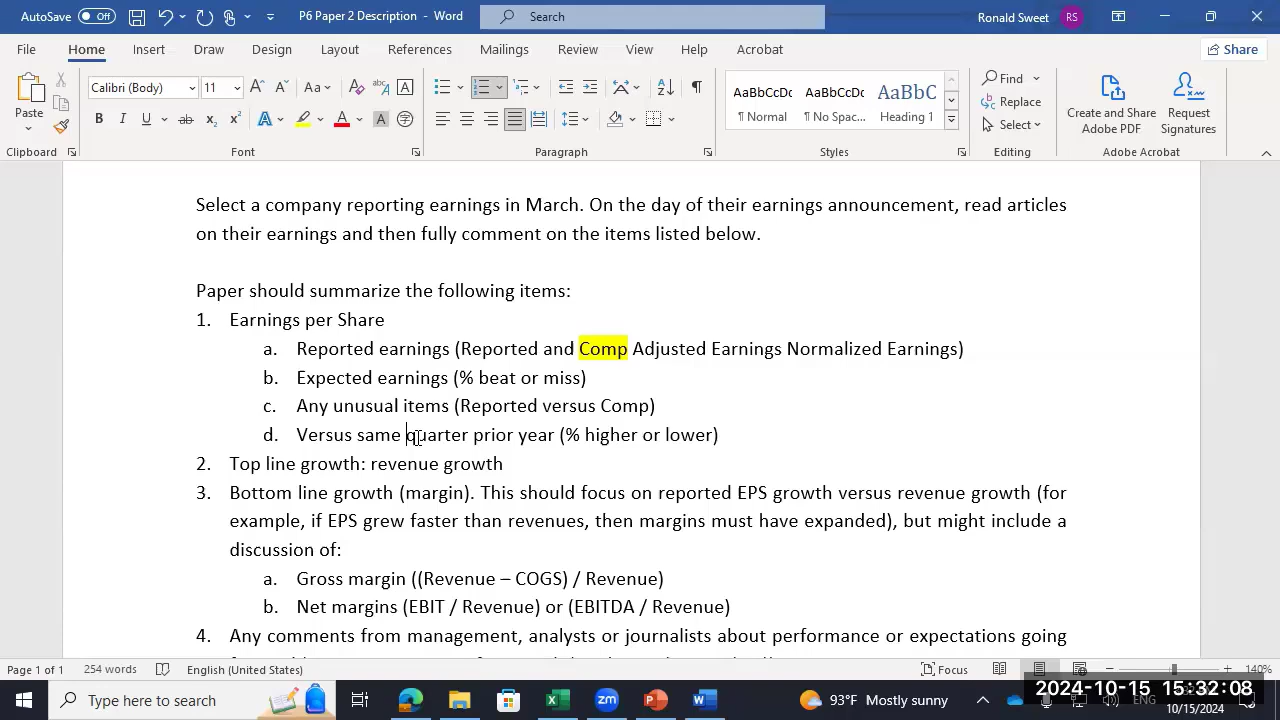 AutoSave Off P6 Paper 2 Description - Word Search Ronald Sweet RS
File Home Insert Draw Design Layout References Mailings Review View Help Acrobat Share
Paste Calibri (Body) 11 AaBbCcDc AaBbCcDc AaBbC Find Replace Select Create and Share Adobe PDF Request Signatures
¶ Normal ¶ No Spac... Heading 1
Clipboard Font Paragraph Styles Editing Adobe Acrobat
Select a company reporting earnings in March. On the day of their earnings announcement, read articles
on their earnings and then fully comment on the items listed below.
Paper should summarize the following items:
1. Earnings per Share
a. Reported earnings (Reported and Comp Adjusted Earnings Normalized Earnings)
b. Expected earnings (% beat or miss)
c. Any unusual items (Reported versus Comp)
d. Versus same quarter prior year (% higher or lower)
2. Top line growth: revenue growth
3. Bottom line growth (margin). This should focus on reported EPS growth versus revenue growth (for
example, if EPS grew faster than revenues, then margins must have expanded), but might include a
discussion of:
a. Gross margin ((Revenue – COGS) / Revenue)
b. Net margins (EBIT / Revenue) or (EBITDA / Revenue)
4. Any comments from management, analysts or journalists about performance or expectations going
Page 1 of 1 254 words English (United States) Focus 140%
Type here to search 93°F Mostly sunny ENG
2024-10-15 15:32:08
10/15/2024